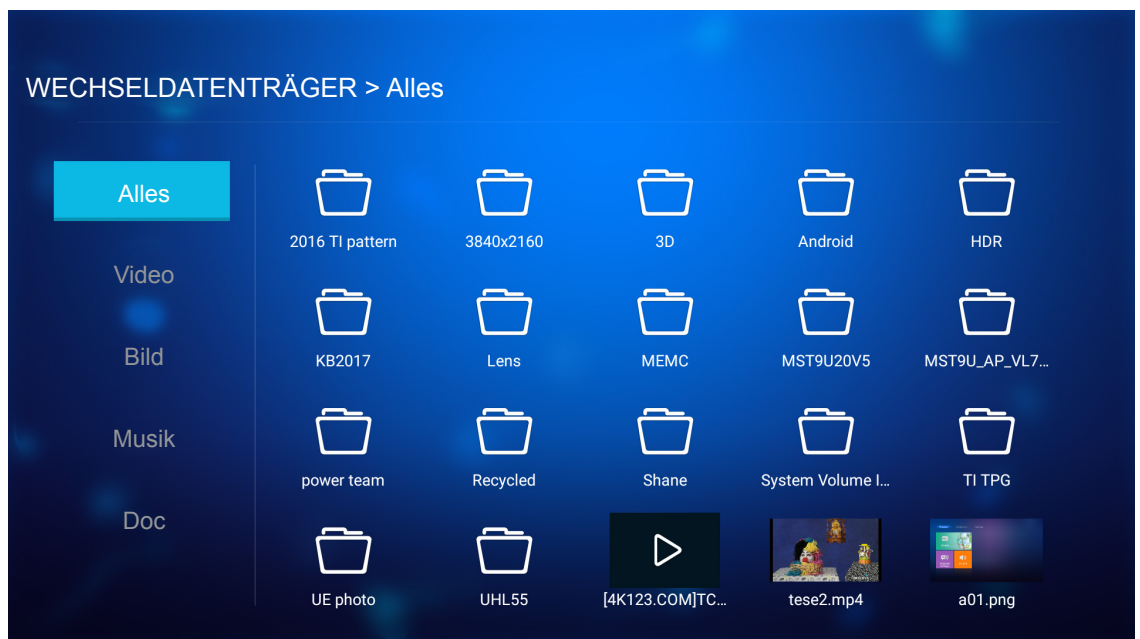 WECHSELDATENTRÄGER > Alles
Alles
Video
Bild
Musik
Doc
2016 TI pattern
3840x2160
3D
Android
HDR
KB2017
Lens
MEMC
MST9U20V5
MST9U_AP_VL7...
power team
Recycled
Shane
System Volume I...
TI TPG
UE photo
UHL55
[4K123.COM]TC...
tese2.mp4
a01.png